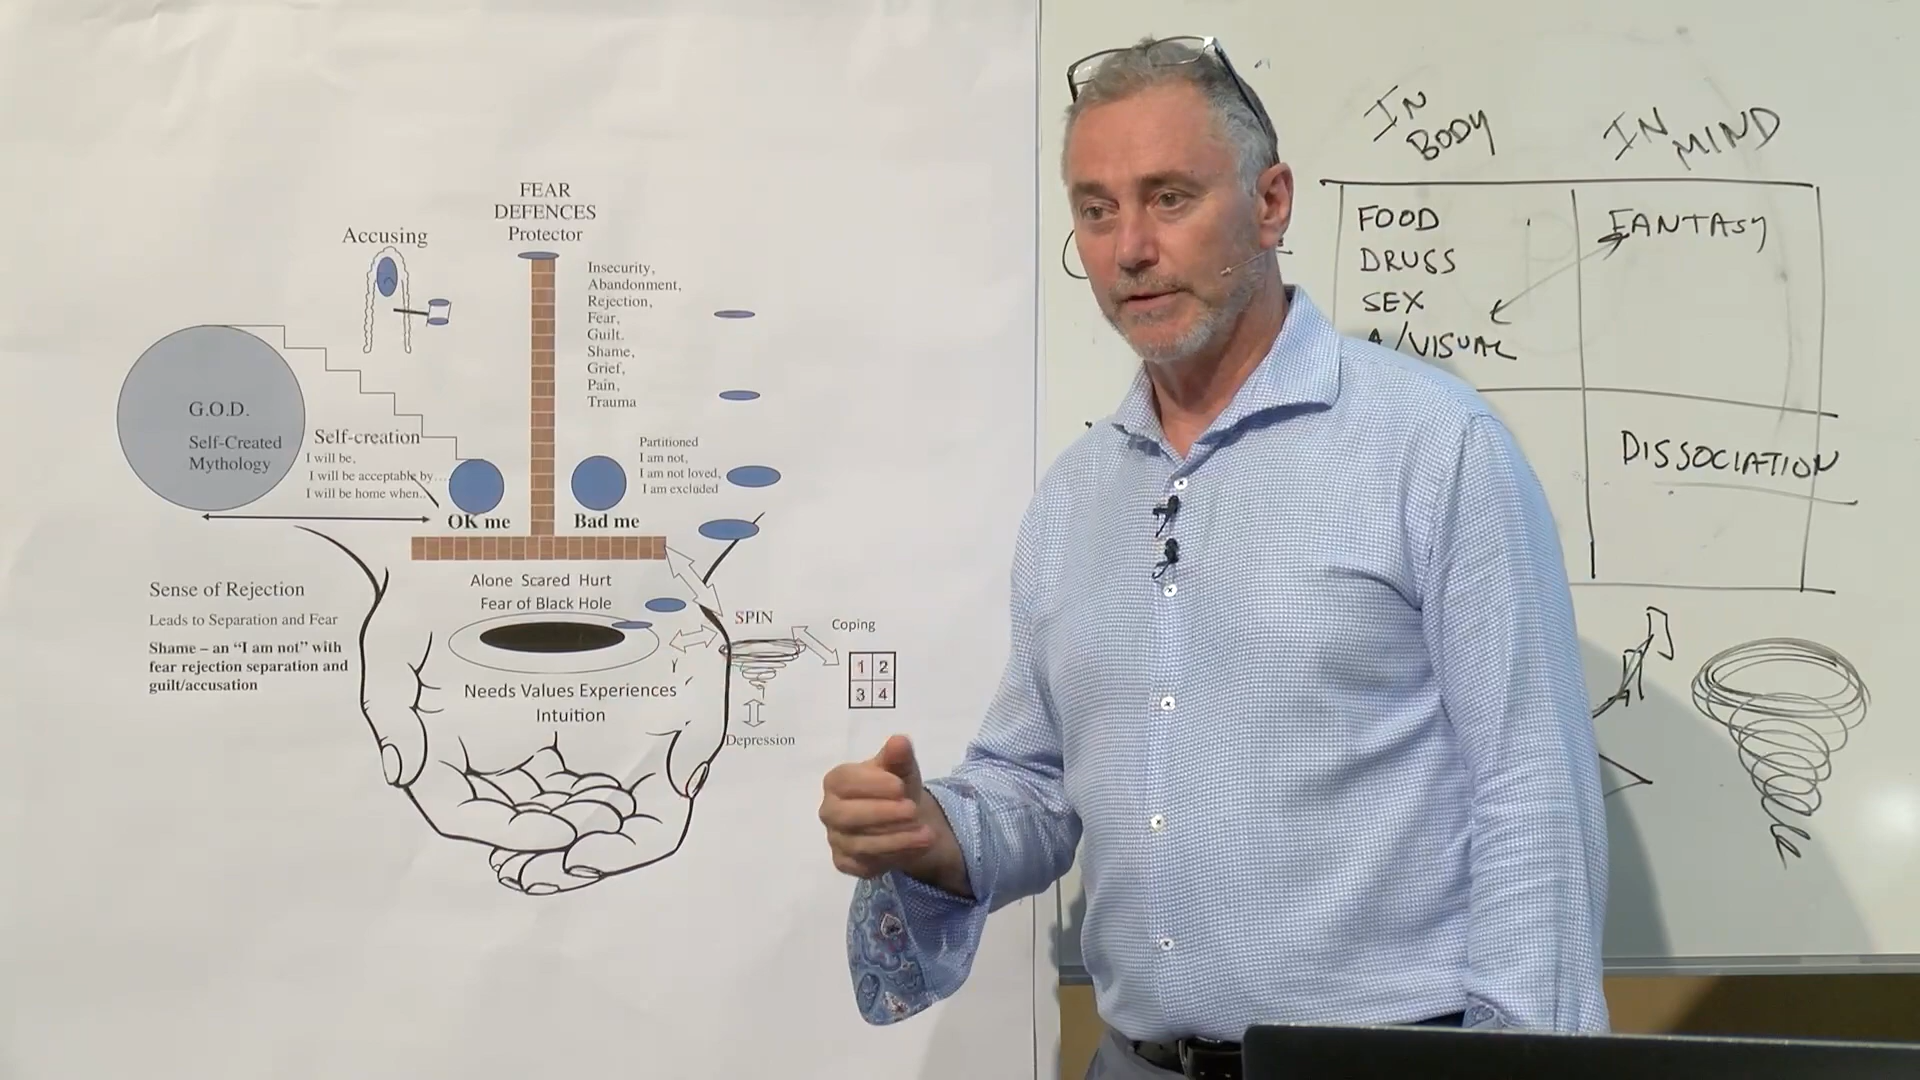 FEAR
DEFENCES
Protector
Accusing
Insecurity,
Abandonment,
Rejection,
Fear,
Guilt.
Shame,
Grief,
Pain,
Trauma
G.O.D.
Self-Created
Mythology
Self-creation
I will be,
I will be acceptable by...
I will be home when..
OK me
Bad me
Partitioned
I am not,
I am not loved,
I am excluded
Alone Scared Hurt
Fear of Black Hole
Needs Values Experiences
Intuition
Sense of Rejection
Leads to Separation and Fear
Shame – an “I am not” with
fear rejection separation and
guilt/accusation
SPIN
Coping
1 2
3 4
Depression
IN
BODY
IN
MIND
FOOD
DRUGS
SEX
A/VISUAL
FANTASY
DISSOCIATION